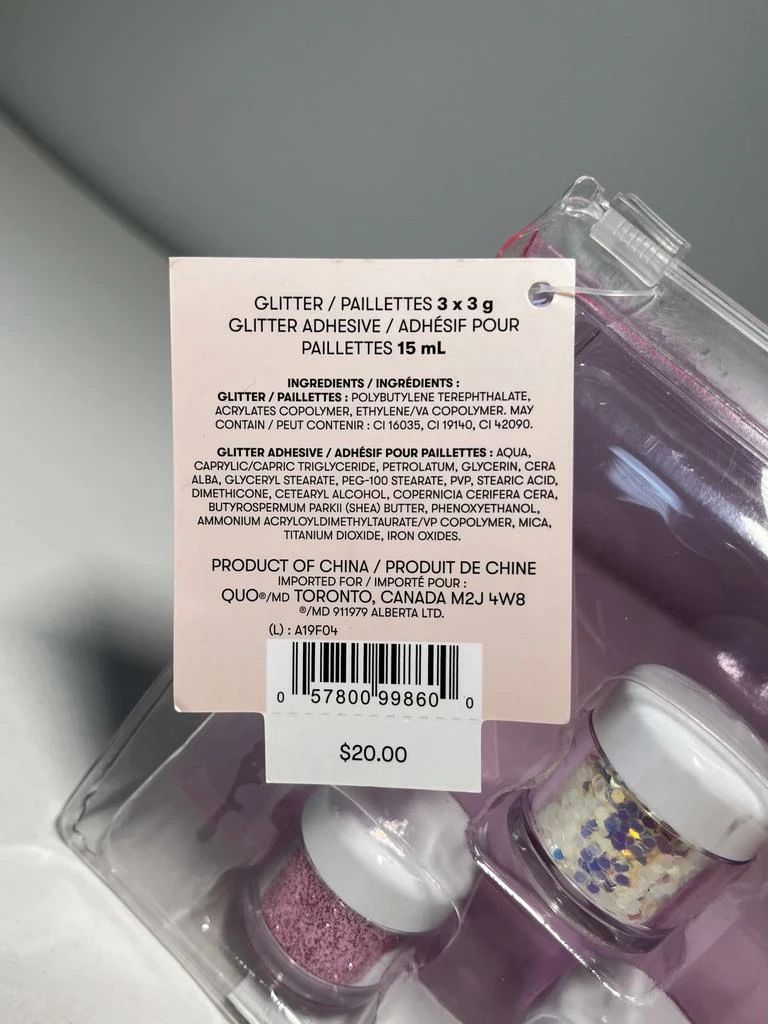 GLITTER / PAILLETTES 3 x 3 g
GLITTER ADHESIVE / ADHÉSIF POUR
PAILLETTES 15 mL
INGREDIENTS / INGRÉDIENTS :
GLITTER / PAILLETTES : POLYBUTYLENE TEREPHTHALATE,
ACRYLATES COPOLYMER, ETHYLENE/VA COPOLYMER. MAY
CONTAIN / PEUT CONTENIR : CI 16035, CI 19140, CI 42090.
GLITTER ADHESIVE / ADHÉSIF POUR PAILLETTES : AQUA,
CAPRYLIC/CAPRIC TRIGLYCERIDE, PETROLATUM, GLYCERIN, CERA
ALBA, GLYCERYL STEARATE, PEG-100 STEARATE, PVP, STEARIC ACID,
DIMETHICONE, CETEARYL ALCOHOL, COPERNICIA CERIFERA CERA,
BUTYROSPERMUM PARKII (SHEA) BUTTER, PHENOXYETHANOL,
AMMONIUM ACRYLOYLDIMETHYLTAURATE/VP COPOLYMER, MICA,
TITANIUM DIOXIDE, IRON OXIDES.
PRODUCT OF CHINA / PRODUIT DE CHINE
IMPORTED FOR / IMPORTÉ POUR :
QUO®/MD TORONTO, CANADA M2J 4W8
®/MD 911979 ALBERTA LTD.
(L) : A19F04
0 57800 99860 0
$20.00